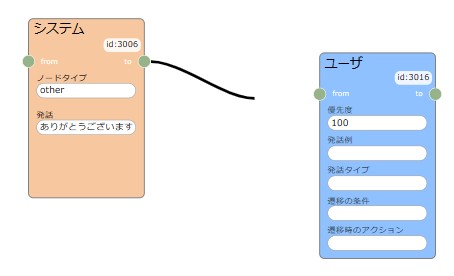 システム
id:3006
from to
ノードタイプ
other
発話
ありがとうございます
ユーザ
id:3016
from to
優先度
100
発話例
発話タイプ
遷移の条件
遷移時のアクション